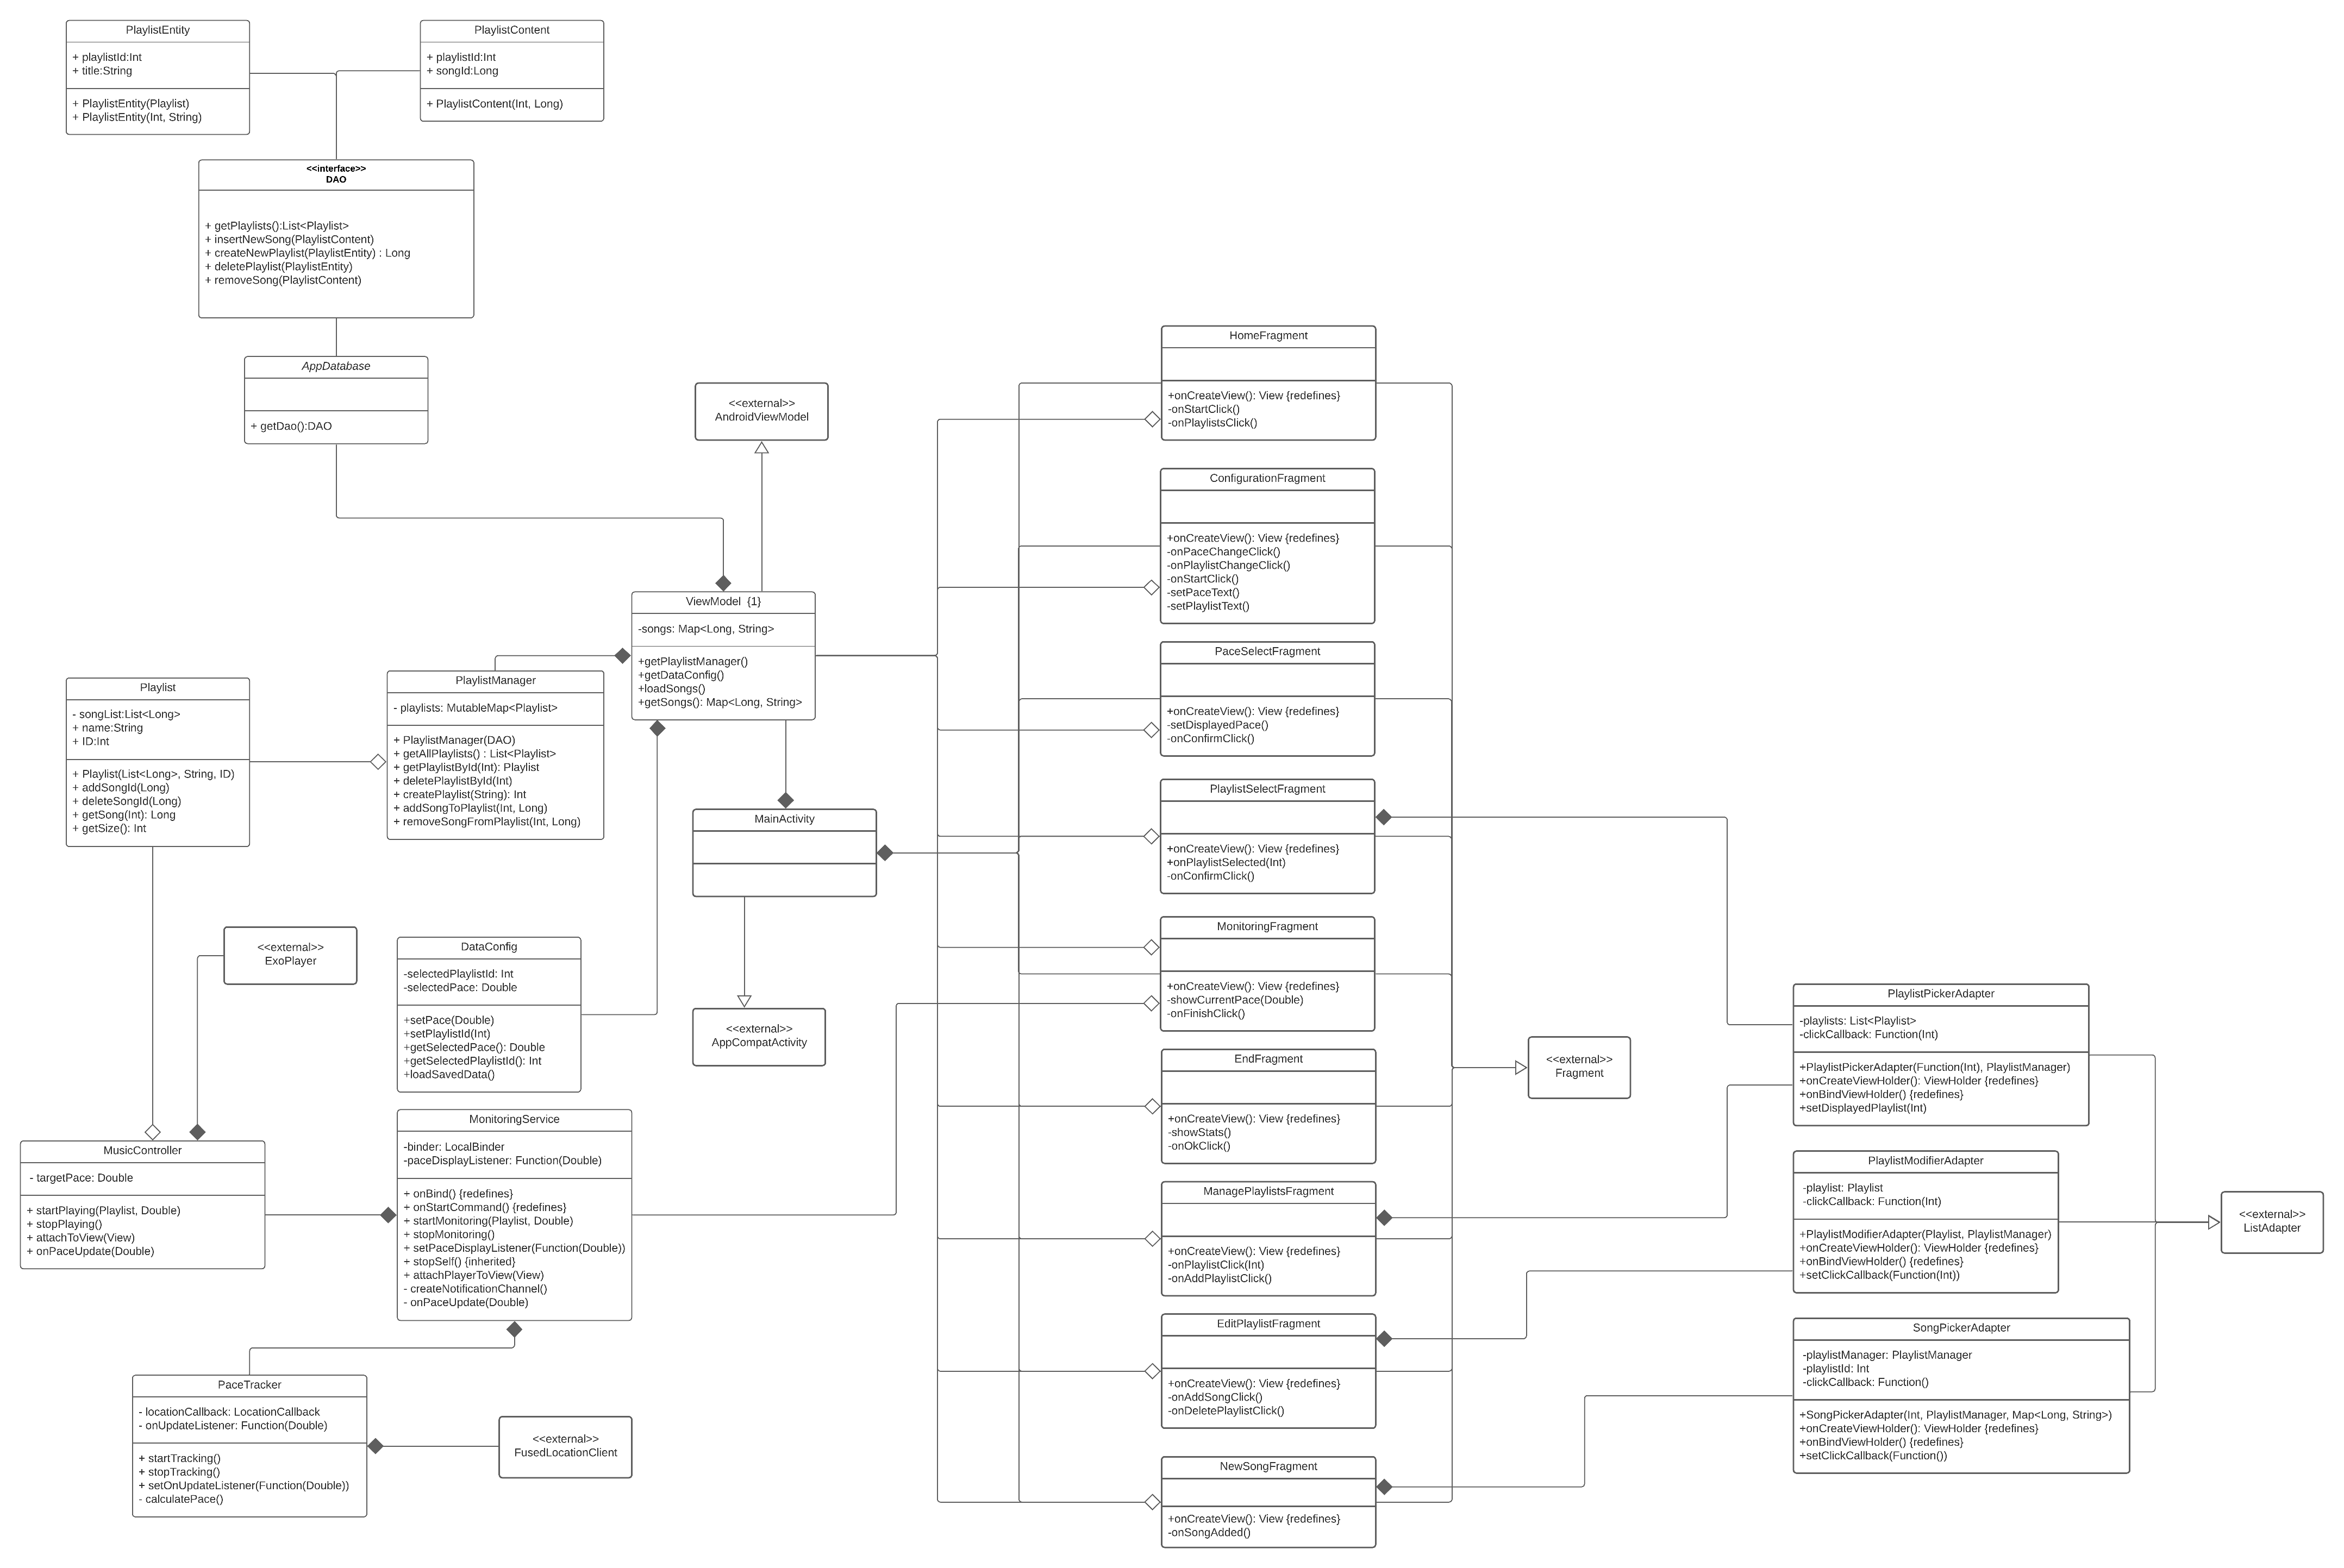 PlaylistEntity
+ playlistId:Int
+ title:String
+ PlaylistEntity(Playlist)
+ PlaylistEntity(Int, String)
PlaylistContent
+ playlistId:Int
+ songId:Long
+ PlaylistContent(Int, Long)
<<interface>>
DAO
+ getPlaylists():List<Playlist>
+ insertNewSong(PlaylistContent)
+ createNewPlaylist(PlaylistEntity) : Long
+ deletePlaylist(PlaylistEntity)
+ removeSong(PlaylistContent)
AppDatabase
+ getDao():DAO
<<external>>
AndroidViewModel
ViewModel {1}
-songs: Map<Long, String>
+getPlaylistManager()
+getDataConfig()
+loadSongs()
+getSongs(): Map<Long, String>
Playlist
- songList:List<Long>
+ name:String
+ ID:Int
+ Playlist(List<Long>, String, ID)
+ addSongId(Long)
+ deleteSongId(Long)
+ getSong(Int): Long
+ getSize(): Int
PlaylistManager
- playlists: MutableMap<Playlist>
+ PlaylistManager(DAO)
+ getAllPlaylists() : List<Playlist>
+ getPlaylistById(Int): Playlist
+ deletePlaylistById(Int)
+ createPlaylist(String): Int
+ addSongToPlaylist(Int, Long)
+ removeSongFromPlaylist(Int, Long)
MainActivity
<<external>>
ExoPlayer
DataConfig
-selectedPlaylistId: Int
-selectedPace: Double
+setPace(Double)
+setPlaylistId(Int)
+getSelectedPace(): Double
+getSelectedPlaylistId(): Int
+loadSavedData()
<<external>>
AppCompatActivity
MusicController
- targetPace: Double
+ startPlaying(Playlist, Double)
+ stopPlaying()
+ attachToView(View)
+ onPaceUpdate(Double)
MonitoringService
-binder: LocalBinder
-paceDisplayListener: Function(Double)
+ onBind() {redefines}
+ onStartCommand() {redefines}
+ startMonitoring(Playlist, Double)
+ stopMonitoring()
+ setPaceDisplayListener(Function(Double))
+ stopSelf() {inherited}
+ attachPlayerToView(View)
- createNotificationChannel()
- onPaceUpdate(Double)
PaceTracker
- locationCallback: LocationCallback
- onUpdateListener: Function(Double)
+ startTracking()
+ stopTracking()
+ setOnUpdateListener(Function(Double))
- calculatePace()
<<external>>
FusedLocationClient
HomeFragment
+onCreateView(): View {redefines}
-onStartClick()
-onPlaylistsClick()
ConfigurationFragment
+onCreateView(): View {redefines}
-onPaceChangeClick()
-onPlaylistChangeClick()
-onStartClick()
-setPaceText()
-setPlaylistText()
PaceSelectFragment
+onCreateView(): View {redefines}
-setDisplayedPace()
-onConfirmClick()
PlaylistSelectFragment
+onCreateView(): View {redefines}
+onPlaylistSelected(Int)
-onConfirmClick()
MonitoringFragment
+onCreateView(): View {redefines}
-showCurrentPace(Double)
-onFinishClick()
EndFragment
+onCreateView(): View {redefines}
-showStats()
-onOkClick()
ManagePlaylistsFragment
+onCreateView(): View {redefines}
-onPlaylistClick(Int)
-onAddPlaylistClick()
EditPlaylistFragment
+onCreateView(): View {redefines}
-onAddSongClick()
-onDeletePlaylistClick()
NewSongFragment
+onCreateView(): View {redefines}
-onSongAdded()
<<external>>
Fragment
PlaylistPickerAdapter
-playlists: List<Playlist>
-clickCallback: Function(Int)
+PlaylistPickerAdapter(Function(Int), PlaylistManager)
+onCreateViewHolder(): ViewHolder {redefines}
+onBindViewHolder() {redefines}
+setDisplayedPlaylist(Int)
PlaylistModifierAdapter
-playlist: Playlist
-clickCallback: Function(Int)
+PlaylistModifierAdapter(Playlist, PlaylistManager)
+onCreateViewHolder(): ViewHolder {redefines}
+onBindViewHolder() {redefines}
+setClickCallback(Function(Int))
SongPickerAdapter
-playlistManager: PlaylistManager
-playlistId: Int
-clickCallback: Function()
+SongPickerAdapter(Int, PlaylistManager, Map<Long, String>)
+onCreateViewHolder(): ViewHolder {redefines}
+onBindViewHolder() {redefines}
+setClickCallback(Function())
<<external>>
ListAdapter